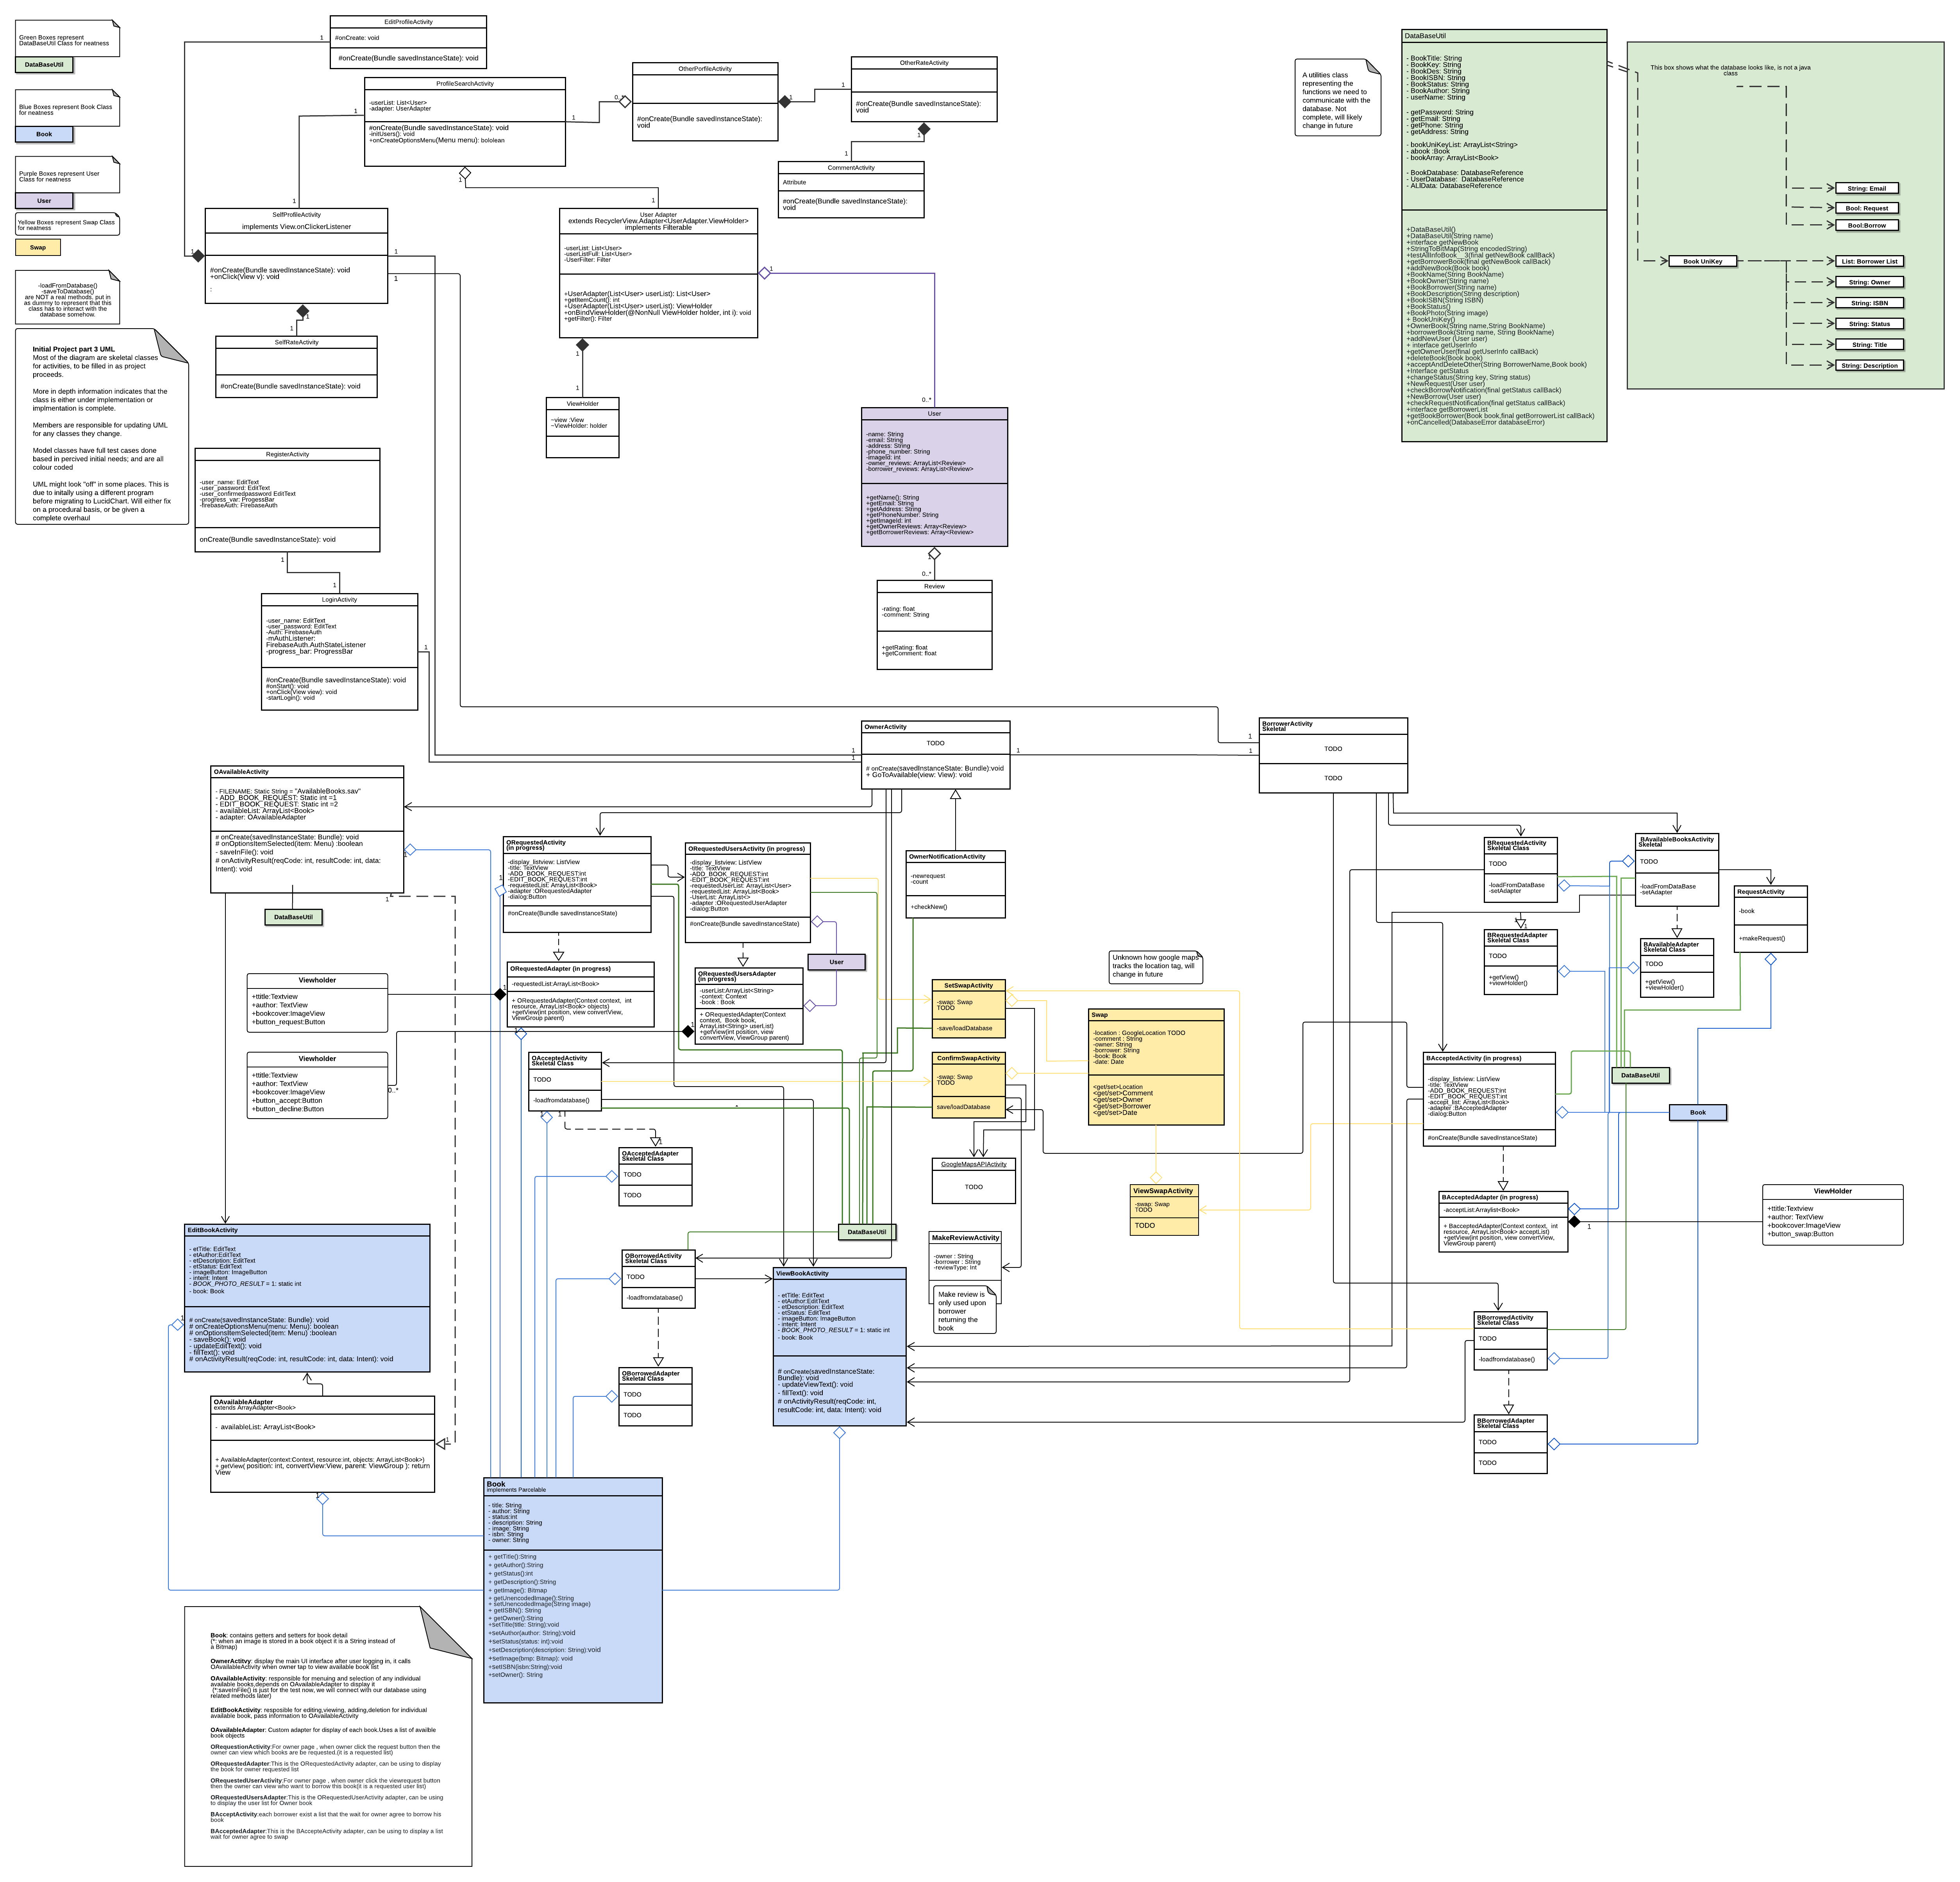 Green Boxes represent
DataBaseUtil Class for neatness
DataBaseUtil
Blue Boxes represent Book Class
for neatness
Book
Purple Boxes represent User
Class for neatness
User
Yellow Boxes represent Swap Class
for neatness
Swap
-loadFromDatabase()
-saveToDatabase()
are NOT a real methods, put in
as dummy to represent that this
class has to interact with the
database somehow.
Initial Project part 3 UML
Most of the diagram are skeletal classes
for activities, to be filled in as project
proceeds.
More in depth information indicates that the
class is either under implementation or
implmentation is complete.
Members are responsible for updating UML
for any classes they change.
Model classes have full test cases done
based in percived initial needs; and are all
colour coded
UML might look "off" in some places. This is
due to initally using a different program
before migrating to LucidChart. Will either fix
on a procedural basis, or be given a
complete overhaul
EditProfileActivity
#onCreate: void
#onCreate(Bundle savedInstanceState): void
ProfileSearchActivity
-userList: List<User>
-adapter: UserAdapter
#onCreate(Bundle savedInstanceState): void
-initUsers(): void
+onCreateOptionsMenu(Menu menu): bololean
OtherPorfileActivity
#onCreate(Bundle savedInstanceState):
void
OtherRateActivity
#onCreate(Bundle savedInstanceState):
void
CommentActivity
Attribute
#onCreate(Bundle savedInstanceState):
void
SelfProfileActivity
implements View.onClickerListener
#onCreate(Bundle savedInstanceState): void
+onClick(View v): void
:
SelfRateActivity
#onCreate(Bundle savedInstanceState): void
User Adapter
extends RecyclerView.Adapter<UserAdapter.ViewHolder>
implements Filterable
-userList: List<User>
-userListFull: List<User>
-UserFilter: Filter
+UserAdapter(List<User> userList): List<User>
+getItemCount(): int
+UserAdapter(List<User> userList): ViewHolder
+onBindViewHolder(@NonNull ViewHolder holder, int i): void
+getFilter(): Filter
ViewHolder
~view :View
~ViewHolder: holder
User
-name: String
-email: String
-address: String
-phone_number: String
-imageId: int
-owner_reviews: ArrayList<Review>
-borrower_reviews: ArrayList<Review>
+getName(): String
+getEmail: String
+getAddress: String
+getPhoneNumber: String
+getImageId: int
+getOwnerReviews: Array<Review>
+getBorrowerReviews: Array<Review>
Review
-rating: float
-comment: String
+getRating: float
+getComment: float
RegisterActivity
-user_name: EditText
-user_password: EditText
-user_confirmedpassword EditText
-progress_var: ProgessBar
-firebaseAuth: FirebaseAuth
onCreate(Bundle savedInstanceState): void
LoginActivity
-user_name: EditText
-user_password: EditText
-Auth: FirebaseAuth
-mAuthListener:
FirebaseAuth.AuthStateListener
-progress_bar: ProgressBar
#onCreate(Bundle savedInstanceState): void
#onStart(): void
+onClick(View view): void
-startLogin(): void
A utilities class
representing the
functions we need to
communicate with the
database. Not
complete, will likely
change in future
DataBaseUtil
- BookTitle: String
- BookKey: String
- BookDes: String
- BookISBN: String
- BookStatus: String
- BookAuthor: String
- userName: String
- getPassword: String
- getEmail: String
- getPhone: String
- getAddress: String
- bookUniKeyList: ArrayList<String>
- abook :Book
- bookArray: ArrayList<Book>
- BookDatabase: DatabaseReference
- UserDatabase: DatabaseReference
- ALlData: DatabaseReference
+DataBaseUtil()
+DataBaseUtil(String name)
+interface getNewBook
+StringToBitMap(String encodedString)
+testAllInfoBook__3(final getNewBook callBack)
+getBorrowerBook(final getNewBook callBack)
+addNewBook(Book book)
+BookName(String BookName)
+BookOwner(String name)
+BookBorrower(String name)
+BookDescription(String description)
+BookISBN(String ISBN)
+BookStatus()
+BookPhoto(String image)
+ BookUniKey()
+OwnerBook(String name,String BookName)
+borrowerBook(String name, String BookName)
+addNewUser (User user)
+ interface getUserInfo
+getOwnerUser(final getUserInfo callBack)
+deleteBook(Book book)
+acceptAndDeleteOther(String BorrowerName,Book book)
+Interface getStatus
+changeStatus(String key, String status)
+NewRequest(User user)
+checkBorrowNotification(final getStatus callBack)
+NewBorrow(User user)
+checkRequestNotification(final getStatus callBack)
+interface getBorrowerList
+getBookBorrower(Book book,final getBorrowerList callBack)
+onCancelled(DatabaseError databaseError)
This box shows what the database looks like, is not a java
class
String: Email
Bool: Request
Bool:Borrow
Book UniKey
List: Borrower List
String: Owner
String: ISBN
String: Status
String: Title
String: Description
OwnerActivity
TODO
# onCreate(savedInstanceState: Bundle):void
+ GoToAvailable(view: View): void
BorrowerActivity
Skeletal
TODO
TODO
OAvailableActivity
- FILENAME: Static String = "AvailableBooks.sav"
- ADD_BOOK_REQUEST: Static int =1
- EDIT_BOOK_REQUEST: Static int =2
- availableList: ArrayList<Book>
- adapter: OAvailableAdapter
# onCreate(savedInstanceState: Bundle): void
# onOptionsItemSelected(item: Menu) :boolean
- saveInFile(): void
# onActivityResult(reqCode: int, resultCode: int, data:
Intent): void
DataBaseUtil
ORequestedActivity
(in progress)
-display_listview: ListView
-title: TextView
-ADD_BOOK_REQUEST:int
-EDIT_BOOK_REQUEST:int
-requestedList: ArrayList<Book>
-adapter :ORequestedAdapter
-dialog:Button
#onCreate(Bundle savedInstanceState)
ORequestedUsersActivity (in progress)
-display_listview: ListView
-title: TextView
-ADD_BOOK_REQUEST:int
-EDIT_BOOK_REQUEST:int
-requestedUserList: ArrayList<User>
-requestedList: ArrayList<Book>
-UserList: ArrayList<>
-adapter :ORequestedUserAdapter
-dialog:Button
#onCreate(Bundle savedInstanceState)
OwnerNotificationActivity
-newrequest
-count
+checkNew()
User
ORequestedAdapter (in progress)
-requestedList:ArrayList<Book>
+ ORequestedAdapter(Context context, int
resource, ArrayList<Book> objects)
+getView(int position, view convertView,
ViewGroup parent)
ORequestedUsersAdapter
(in progress)
-userList:ArrayList<String>
-context: Context
-book : Book
+ ORequestedAdapter(Context
context, Book book,
ArrayList<String> userList)
+getView(int position, view
convertView, ViewGroup parent)
Viewholder
+ttitle:Textview
+author: TextView
+bookcover:ImageView
+button_request:Button
Viewholder
+ttitle:Textview
+author: TextView
+bookcover:ImageView
+button_accept:Button
+button_decline:Button
OAcceptedActivity
Skeletal Class
TODO
-loadfromdatabase()
OAcceptedAdapter
Skeletal Class
TODO
TODO
OBorrowedActivity
Skeletal Class
TODO
-loadfromdatabase()
OBorrowedAdapter
Skeletal Class
TODO
TODO
DataBaseUtil
SetSwapActivity
-swap: Swap
TODO
-save/loadDatabase
ConfirmSwapActivity
-swap: Swap
TODO
save/loadDatabase
Unknown how google maps
tracks the location tag, will
change in future
Swap
-location : GoogleLocation TODO
-comment : String
-owner: String
-borrower: String
-book: Book
-date: Date
<get/set>Location
<get/set>Comment
<get/set>Owner
<get/set>Borrower
<get/set>Date
GoogleMapsAPIActivity
TODO
ViewSwapActivity
-swap: Swap
TODO
TODO
MakeReviewActivity
-owner : String
-borrower : String
-reviewType: Int
Make review is
only used upon
borrower
returning the
book
ViewBookActivity
- etTitle: EditText
- etAuthor:EditText
- etDescription: EditText
- etStatus: EditText
- imageButton: ImageButton
- intent: Intent
- BOOK_PHOTO_RESULT = 1: static int
- book: Book
# onCreate(savedInstanceState:
Bundle): void
- updateViewText(): void
- fillText(): void
# onActivityResult(reqCode: int,
resultCode: int, data: Intent): void
BRequestedActivity
Skeletal Class
TODO
-loadFromDataBase
-setAdapter
BAvailableBooksActivity
Skeletal
TODO
-loadFromDataBase
-setAdapter
RequestActivity
-book
+makeRequest()
BRequestedAdapter
Skeletal Class
TODO
+getView()
+viewHolder()
BAvailableAdapter
Skeletal Class
TODO
+getView()
+viewHolder()
BAcceptedActivity (in progress)
-display_listview: ListView
-title: TextView
-ADD_BOOK_REQUEST:int
-EDIT_BOOK_REQUEST:int
-accept_list: ArrayList<Book>
-adapter :BAcceptedAdapter
-dialog:Button
#onCreate(Bundle savedInstance)
DataBaseUtil
Book
BAcceptedAdapter (in progress)
-acceptList:Arraylist<Book>
+ BacceptedAdapter(Context context, int
resource, ArrayList<Book> acceptList)
+getView(int position, view convertView,
ViewGroup parent)
ViewHolder
+ttitle:Textview
+author: TextView
+bookcover:ImageView
+button_swap:Button
BBorrowedActivity
Skeletal Class
TODO
-loadfromdatabase()
BBorrowedAdapter
Skeletal Class
TODO
TODO
EditBookActivity
- etTitle: EditText
- etAuthor:EditText
- etDescription: EditText
- etStatus: EditText
- imageButton: ImageButton
- intent: Intent
- BOOK_PHOTO_RESULT = 1: static int
- book: Book
# onCreate(savedInstanceState: Bundle): void
# onCreateOptionsMenu(menu: Menu): boolean
# onOptionsItemSelected(item: Menu) :boolean
- saveBook(): void
- updateEditText(): void
- fillText(): void
# onActivityResult(reqCode: int, resultCode: int, data: Intent): void
OAvailableAdapter
extends ArrayAdapter<Book>
- availableList: ArrayList<Book>
+ AvailableAdapter(context:Context, resource:int, objects: ArrayList<Book>)
+ getView( position: int, convertView:View, parent: ViewGroup ): return
View
Book
implements Parcelable
- title: String
- author: String
- status:int
- description: String
- image: String
- isbn: String
- owner: String
+ getTitle():String
+ getAuthor():String
+ getStatus():int
+ getDescription():String
+ getImage(): Bitmap
+ getUnencodedImage():String
+ setUnencodedImage(String image)
+ getISBN(): String
+ getOwner():String
+setTitle(title: String):void
+setAuthor(author: String):void
+setStatus(status: Int):void
+setDescription(description: String):void
+setImage(bmp: Bitmap): void
+setISBN(isbn:String):void
+setOwner(): String
Book: contains getters and setters for book detail
(*: when an image is stored in a book object it is a String instead of
a Bitmap)
OwnerActitvy: display the main UI interface after user logging in, it calls
OAvailableActivity when owner tap to view available book list
OAvailableActivity: responsible for menuing and selection of any individual
available books,depends on OAvailableAdapter to display it
(*:saveInFile() is just for the test now, we will connect with our database using
related methods later)
EditBookActivity: resposible for editing,viewing, adding,deletion for individual
available book, pass information to OAvailableActivity
OAvailableAdapter: Custom adapter for display of each book.Uses a list of availble
book objects
ORequestionActivity:For owner page , when owner click the request button then the
owner can view which books are be requested.(it is a requested list)
ORequestedAdapter:This is the ORequestedActivity adapter, can be using to display
the book for owner requested list
ORequestedUserActivity:For owner page , when owner click the viewrequest button
then the owner can view who want to borrow this book(it is a requested user list)
ORequestedUsersAdapter:This is the ORequestedUserActivity adapter, can be using
to display the user list for Owner book
BAcceptActivity:each borrower exist a list that the wait for owner agree to borrow his
book
BAcceptedAdapter:This is the BAccepteActivity adapter, can be using to display a list
wait for owner agree to swap